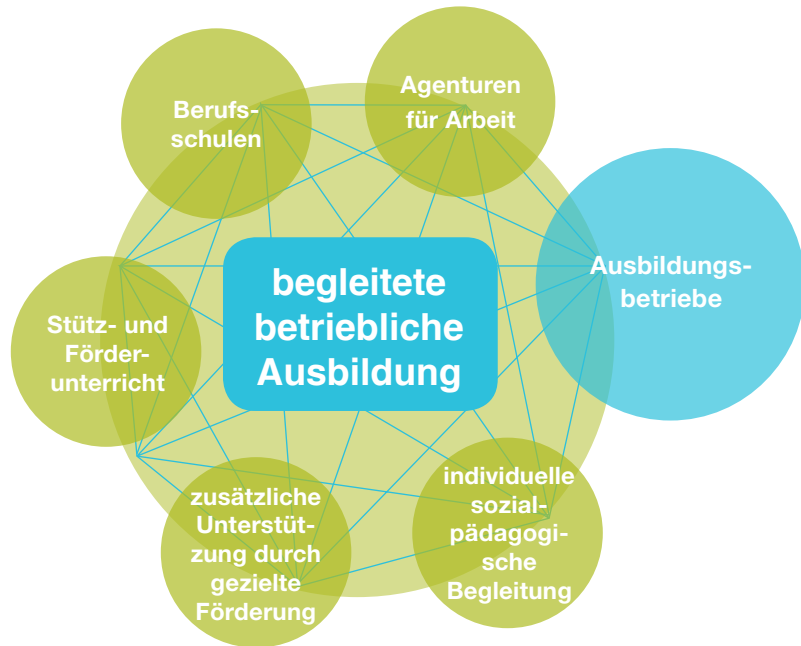 Berufs-
schulen
Agenturen
für Arbeit
Ausbildungs-
betriebe
begleitete
betriebliche
Ausbildung
Stütz- und
Förder-
unterricht
zusätzliche
Unterstüt-
zung durch
gezielte
Förderung
individuelle
sozial-
pädagogi-
sche
Begleitung